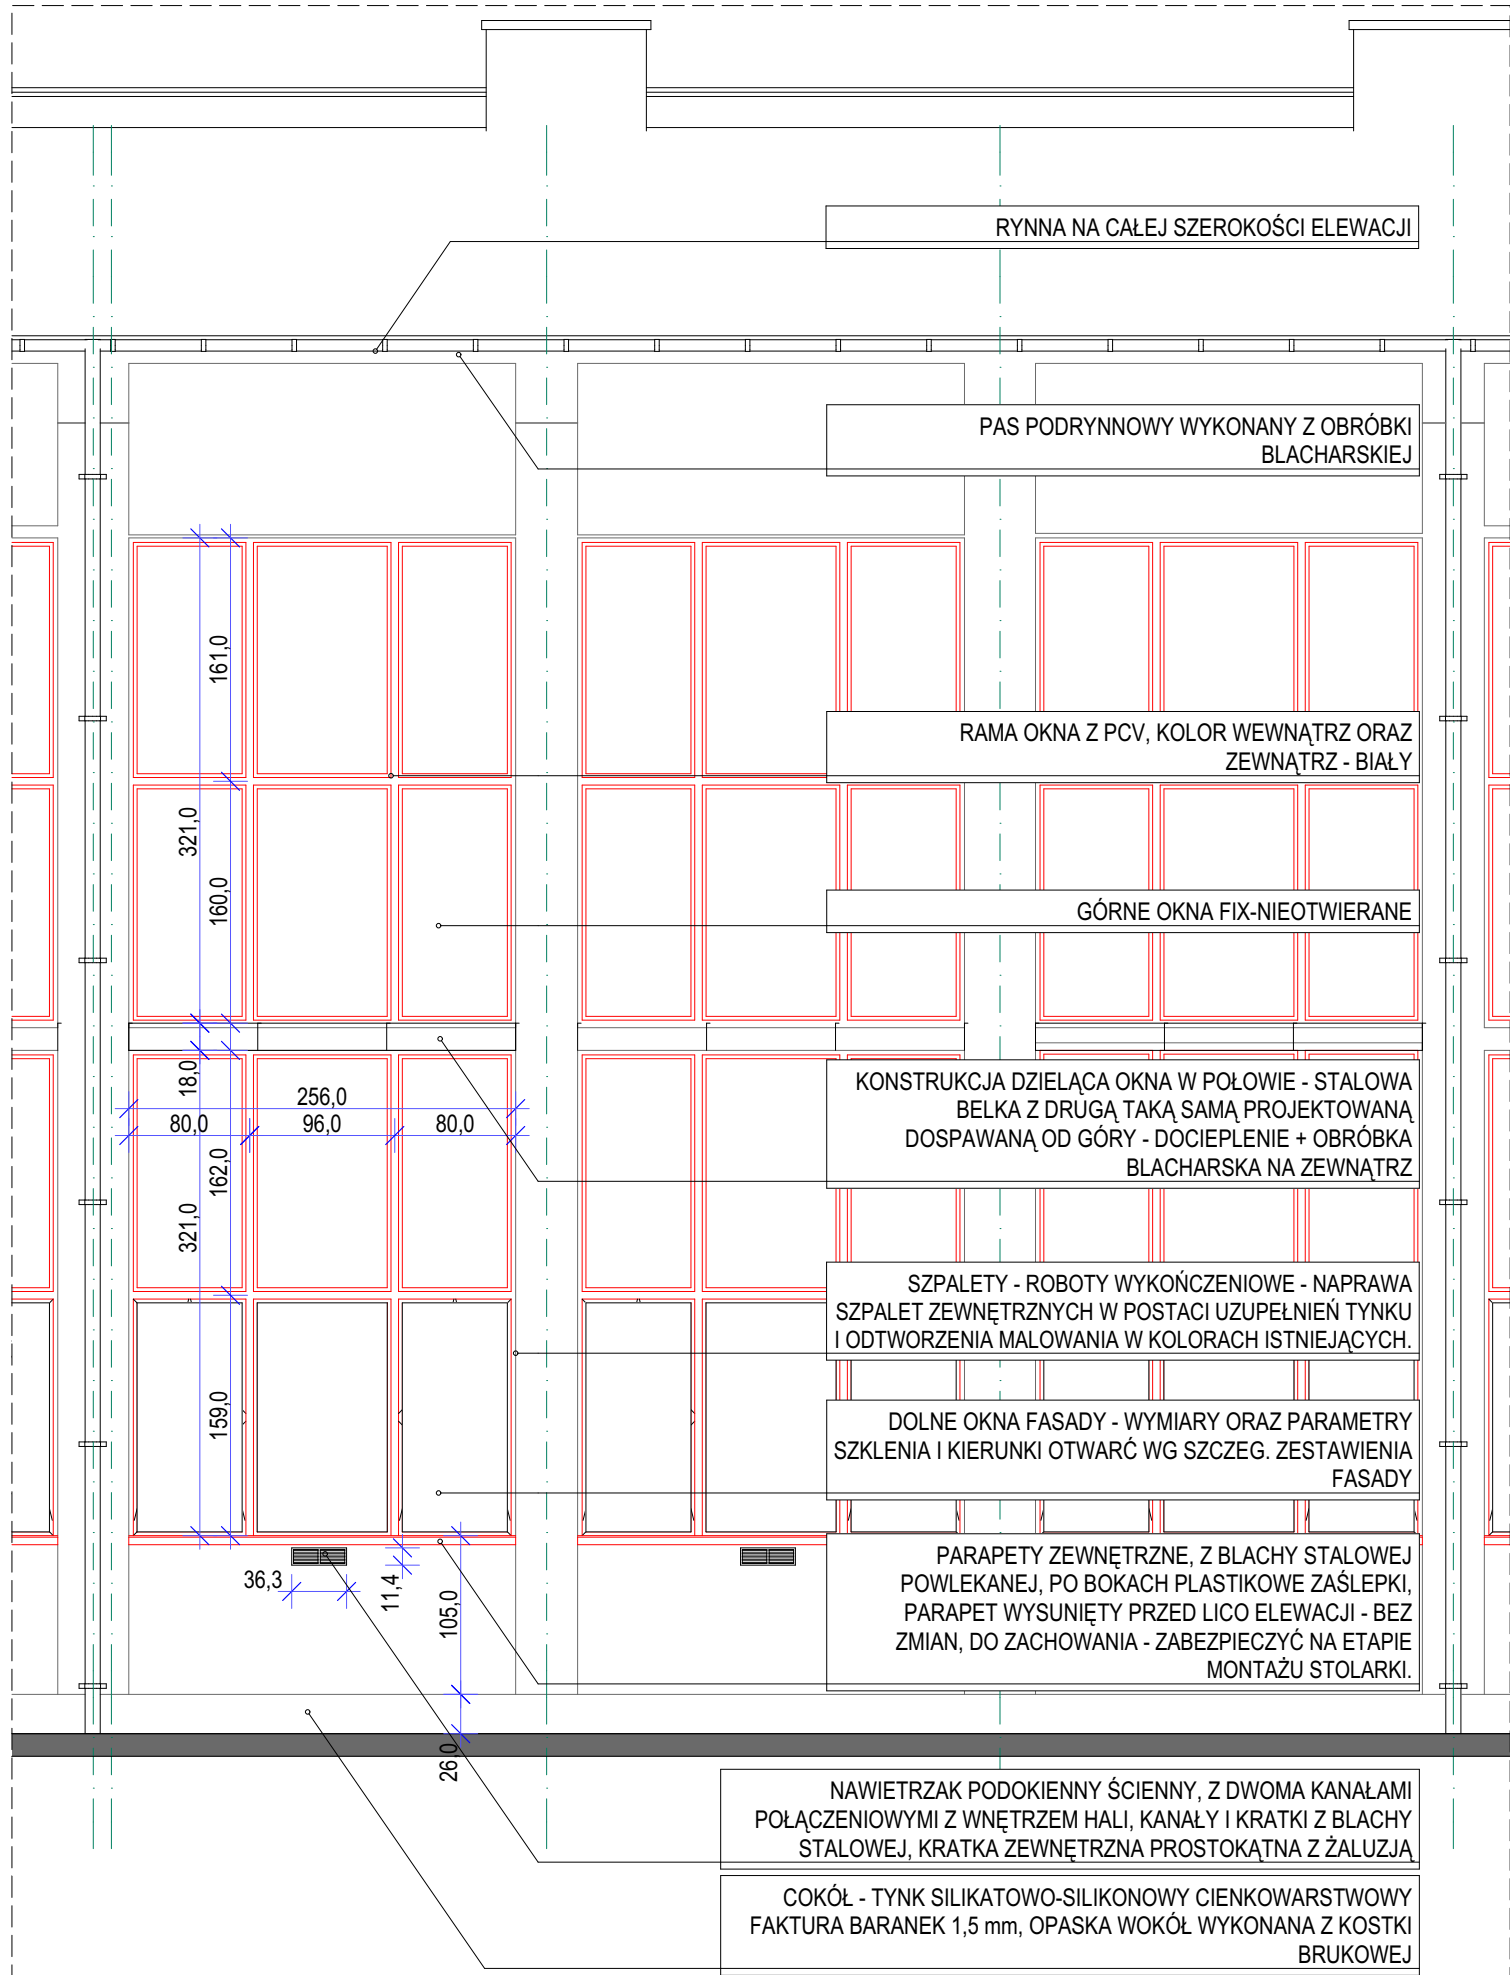 RYNNA NA CAŁEJ SZEROKOŚCI ELEWACJI
PAS PODRYNNOWY WYKONANY Z OBRÓBKI
BLACHARSKIEJ
161,0
RAMA OKNA Z PCV, KOLOR WEWNĄTRZ ORAZ
ZEWNĄTRZ - BIAŁY
321,0
160,0
GÓRNE OKNA FIX-NIEOTWIERANE
18,0
KONSTRUKCJA DZIELĄCA OKNA W POŁOWIE - STALOWA
BELKA Z DRUGĄ TAKĄ SAMĄ PROJEKTOWANĄ
DOSPAWANĄ OD GÓRY - DOCIEPLENIE + OBRÓBKA
BLACHARSKA NA ZEWNĄTRZ
256,0
80,0
96,0
80,0
162,0
321,0
SZPALETY - ROBOTY WYKOŃCZENIOWE - NAPRAWA
SZPALET ZEWNĘTRZNYCH W POSTACI UZUPEŁNIEŃ TYNKU
I ODTWORZENIA MALOWANIA W KOLORACH ISTNIEJĄCYCH.
159,0
DOLNE OKNA FASADY - WYMIARY ORAZ PARAMETRY
SZKLENIA I KIERUNKI OTWARĆ WG SZCZEG. ZESTAWIENIA
FASADY
PARAPETY ZEWNĘTRZNE, Z BLACHY STALOWEJ
POWLEKANEJ, PO BOKACH PLASTIKOWE ZAŚLEPKI,
PARAPET WYSUNIĘTY PRZED LICO ELEWACJI - BEZ
ZMIAN, DO ZACHOWANIA - ZABEZPIECZYĆ NA ETAPIE
MONTAŻU STOLARKI.
36,3
11,4
105,0
26,0
NAWIETRZAK PODOKIENNY ŚCIENNY, Z DWOMA KANAŁAMI
POŁĄCZENIOWYMI Z WNĘTRZEM HALI, KANAŁY I KRATKI Z BLACHY
STALOWEJ, KRATKA ZEWNĘTRZNA PROSTOKĄTNA Z ŻALUZJĄ
COKÓŁ - TYNK SILIKATOWO-SILIKONOWY CIENKOWARSTWOWY
FAKTURA BARANEK 1,5 mm, OPASKA WOKÓŁ WYKONANA Z KOSTKI
BRUKOWEJ